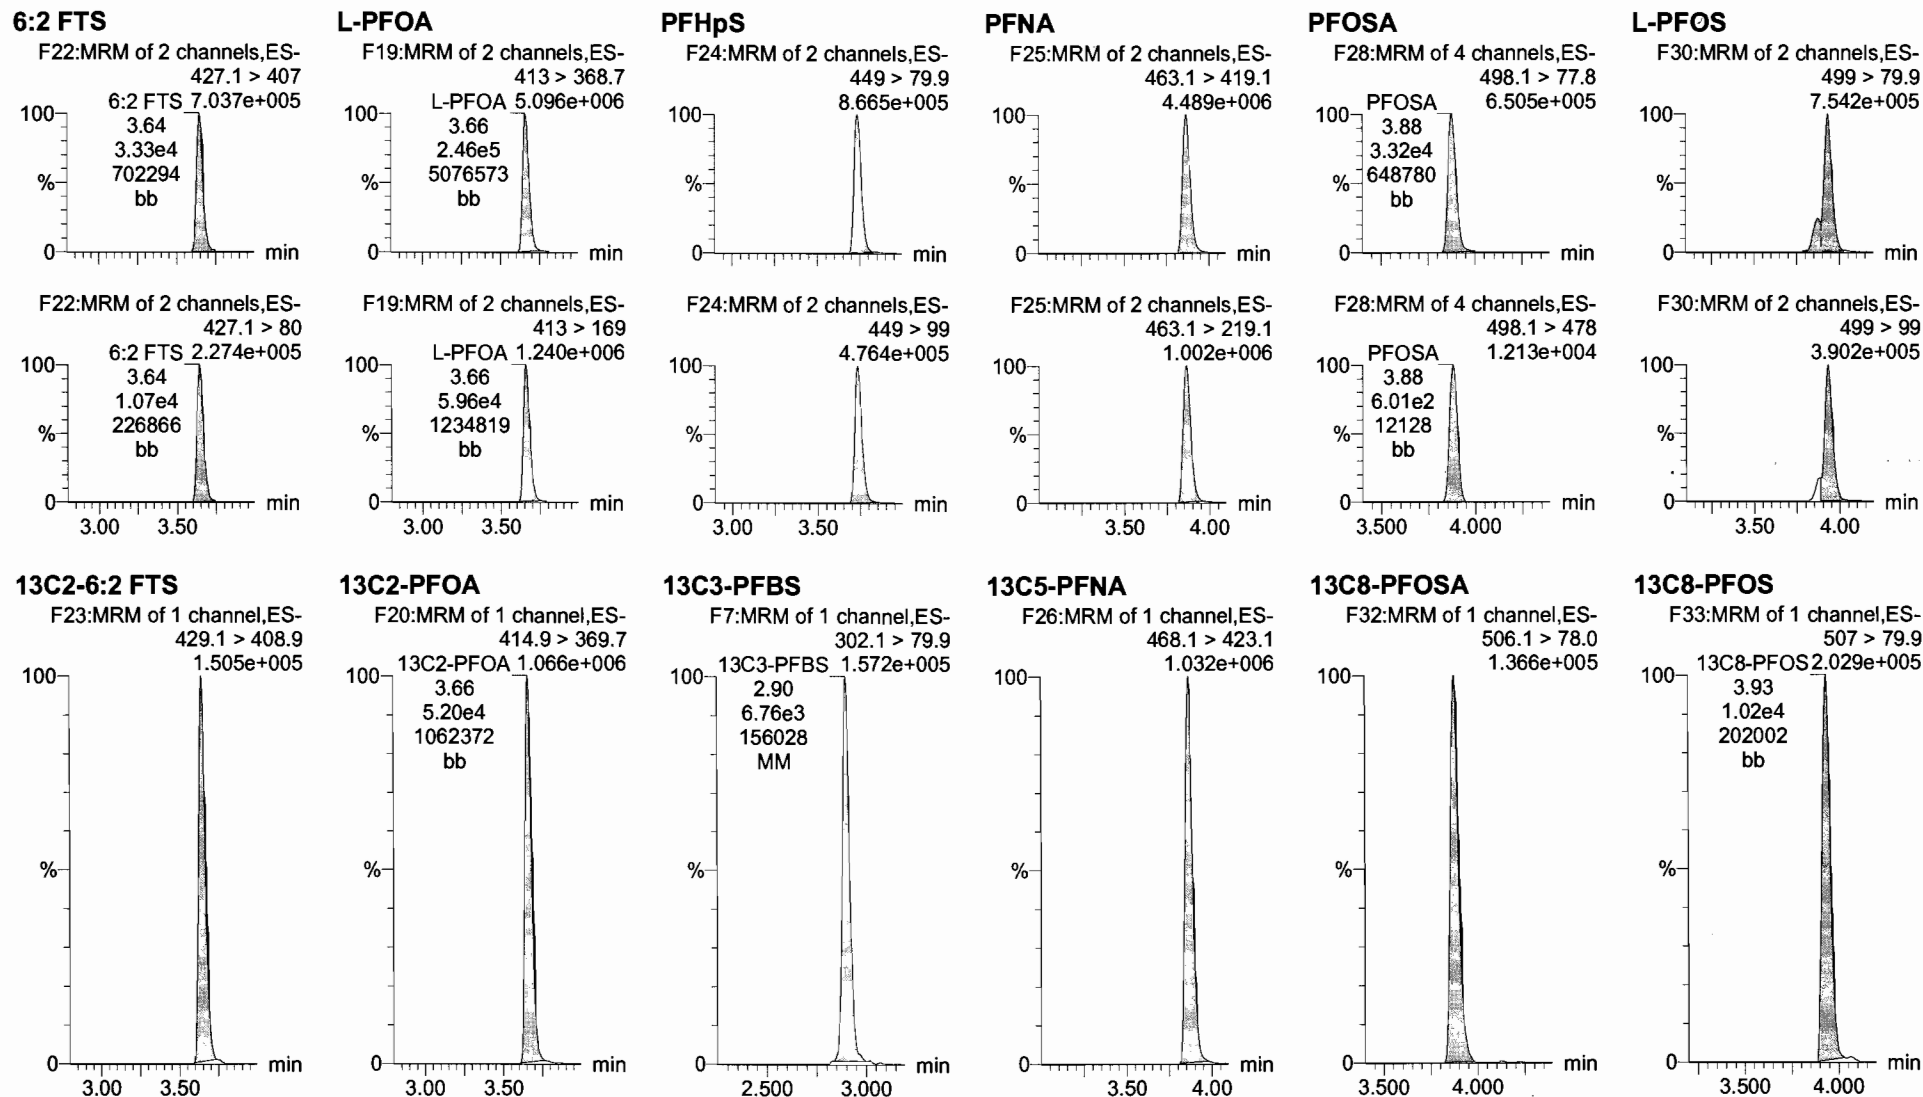 6:2 FTS
F22:MRM of 2 channels,ES-
427.1 > 407
6:2 FTS 7.037e+005
100
3.64
3.33e4
702294
bb
%
0
min
F22:MRM of 2 channels,ES-
427.1 > 80
6:2 FTS 2.274e+005
100
3.64
1.07e4
226866
bb
%
0
min
3.00 3.50
L-PFOA
F19:MRM of 2 channels,ES-
413 > 368.7
L-PFOA 5.096e+006
100
3.66
2.46e5
5076573
bb
%
0
min
F19:MRM of 2 channels,ES-
413 > 169
L-PFOA 1.240e+006
100
3.66
5.96e4
1234819
bb
%
0
min
3.00 3.50
PFHpS
F24:MRM of 2 channels,ES-
449 > 79.9
8.665e+005
100
%
0
min
F24:MRM of 2 channels,ES-
449 > 99
4.764e+005
100
%
0
min
3.00 3.50
PFNA
F25:MRM of 2 channels,ES-
463.1 > 419.1
4.489e+006
100
%
0
min
F25:MRM of 2 channels,ES-
463.1 > 219.1
1.002e+006
100
%
0
min
3.50 4.00
PFOSA
F28:MRM of 4 channels,ES-
498.1 > 77.8
PFOSA 6.505e+005
100
3.88
3.32e4
648780
bb
%
0
min
F28:MRM of 4 channels,ES-
498.1 > 478
PFOSA 1.213e+004
100
3.88
6.01e2
12128
bb
%
0
min
3.500 4.000
L-PFOS
F30:MRM of 2 channels,ES-
499 > 79.9
7.542e+005
100
%
0
min
F30:MRM of 2 channels,ES-
499 > 99
3.902e+005
100
%
0
min
3.50 4.00
13C2-6:2 FTS
F23:MRM of 1 channel,ES-
429.1 > 408.9
1.505e+005
100
%
0
min
3.00 3.50
13C2-PFOA
F20:MRM of 1 channel,ES-
414.9 > 369.7
13C2-PFOA 1.066e+006
100
3.66
5.20e4
1062372
bb
%
0
min
3.00 3.50
13C3-PFBS
F7:MRM of 1 channel,ES-
302.1 > 79.9
13C3-PFBS 1.572e+005
100
2.90
6.76e3
156028
MM
%
0
min
2.500 3.000
13C5-PFNA
F26:MRM of 1 channel,ES-
468.1 > 423.1
1.032e+006
100
%
0
min
3.50 4.00
13C8-PFOSA
F32:MRM of 1 channel,ES-
506.1 > 78.0
1.366e+005
100
%
0
min
3.500 4.000
13C8-PFOS
F33:MRM of 1 channel,ES-
507 > 79.9
13C8-PFOS 2.029e+005
100
3.93
1.02e4
202002
bb
%
0
min
3.500 4.000